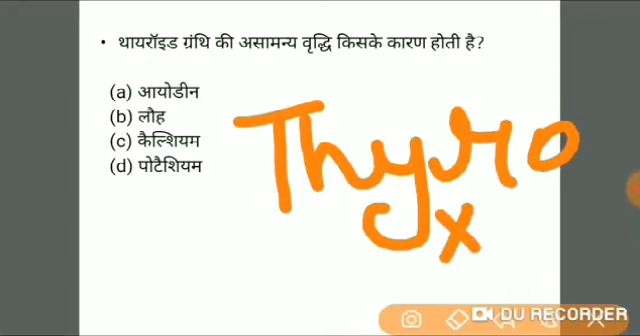 • थायरॉइड ग्रंथि की असामन्य वृद्धि किसके कारण होती है?
(a) आयोडीन
(b) लौह
(c) कैल्शियम
(d) पोटैशियम
Thyro
x
DU RECORDER